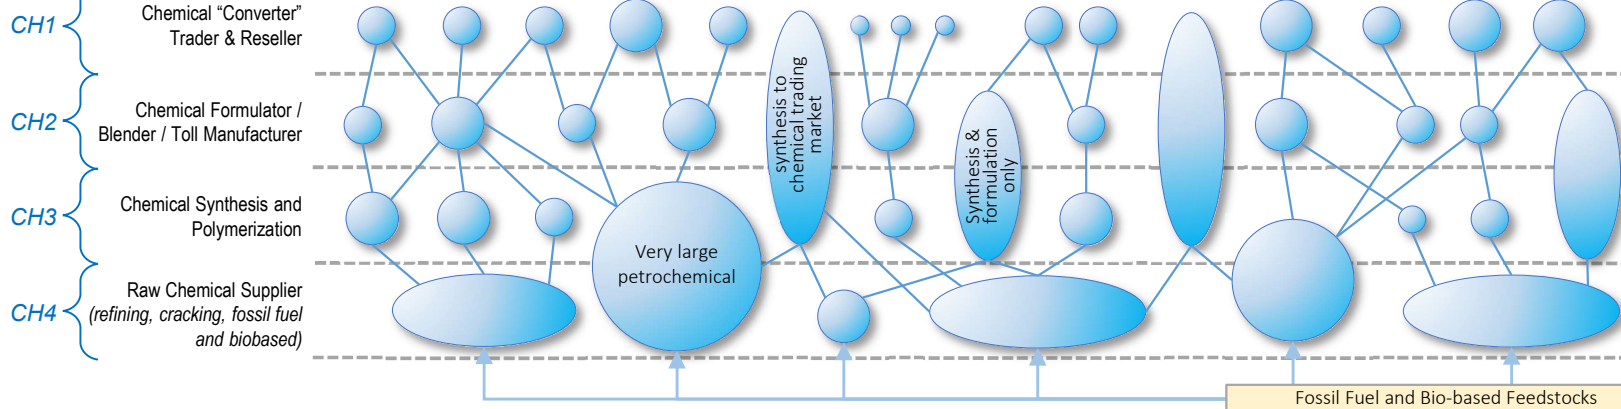 CH1
Chemical “Converter”
Trader & Reseller
CH2
Chemical Formulator /
Blender / Toll Manufacturer
CH3
Chemical Synthesis and
Polymerization
CH4
Raw Chemical Supplier
(refining, cracking, fossil fuel
and biobased)
Very large
petrochemical
synthesis to
chemical trading
market
Synthesis &
formulation
only
Fossil Fuel and Bio-based Feedstocks